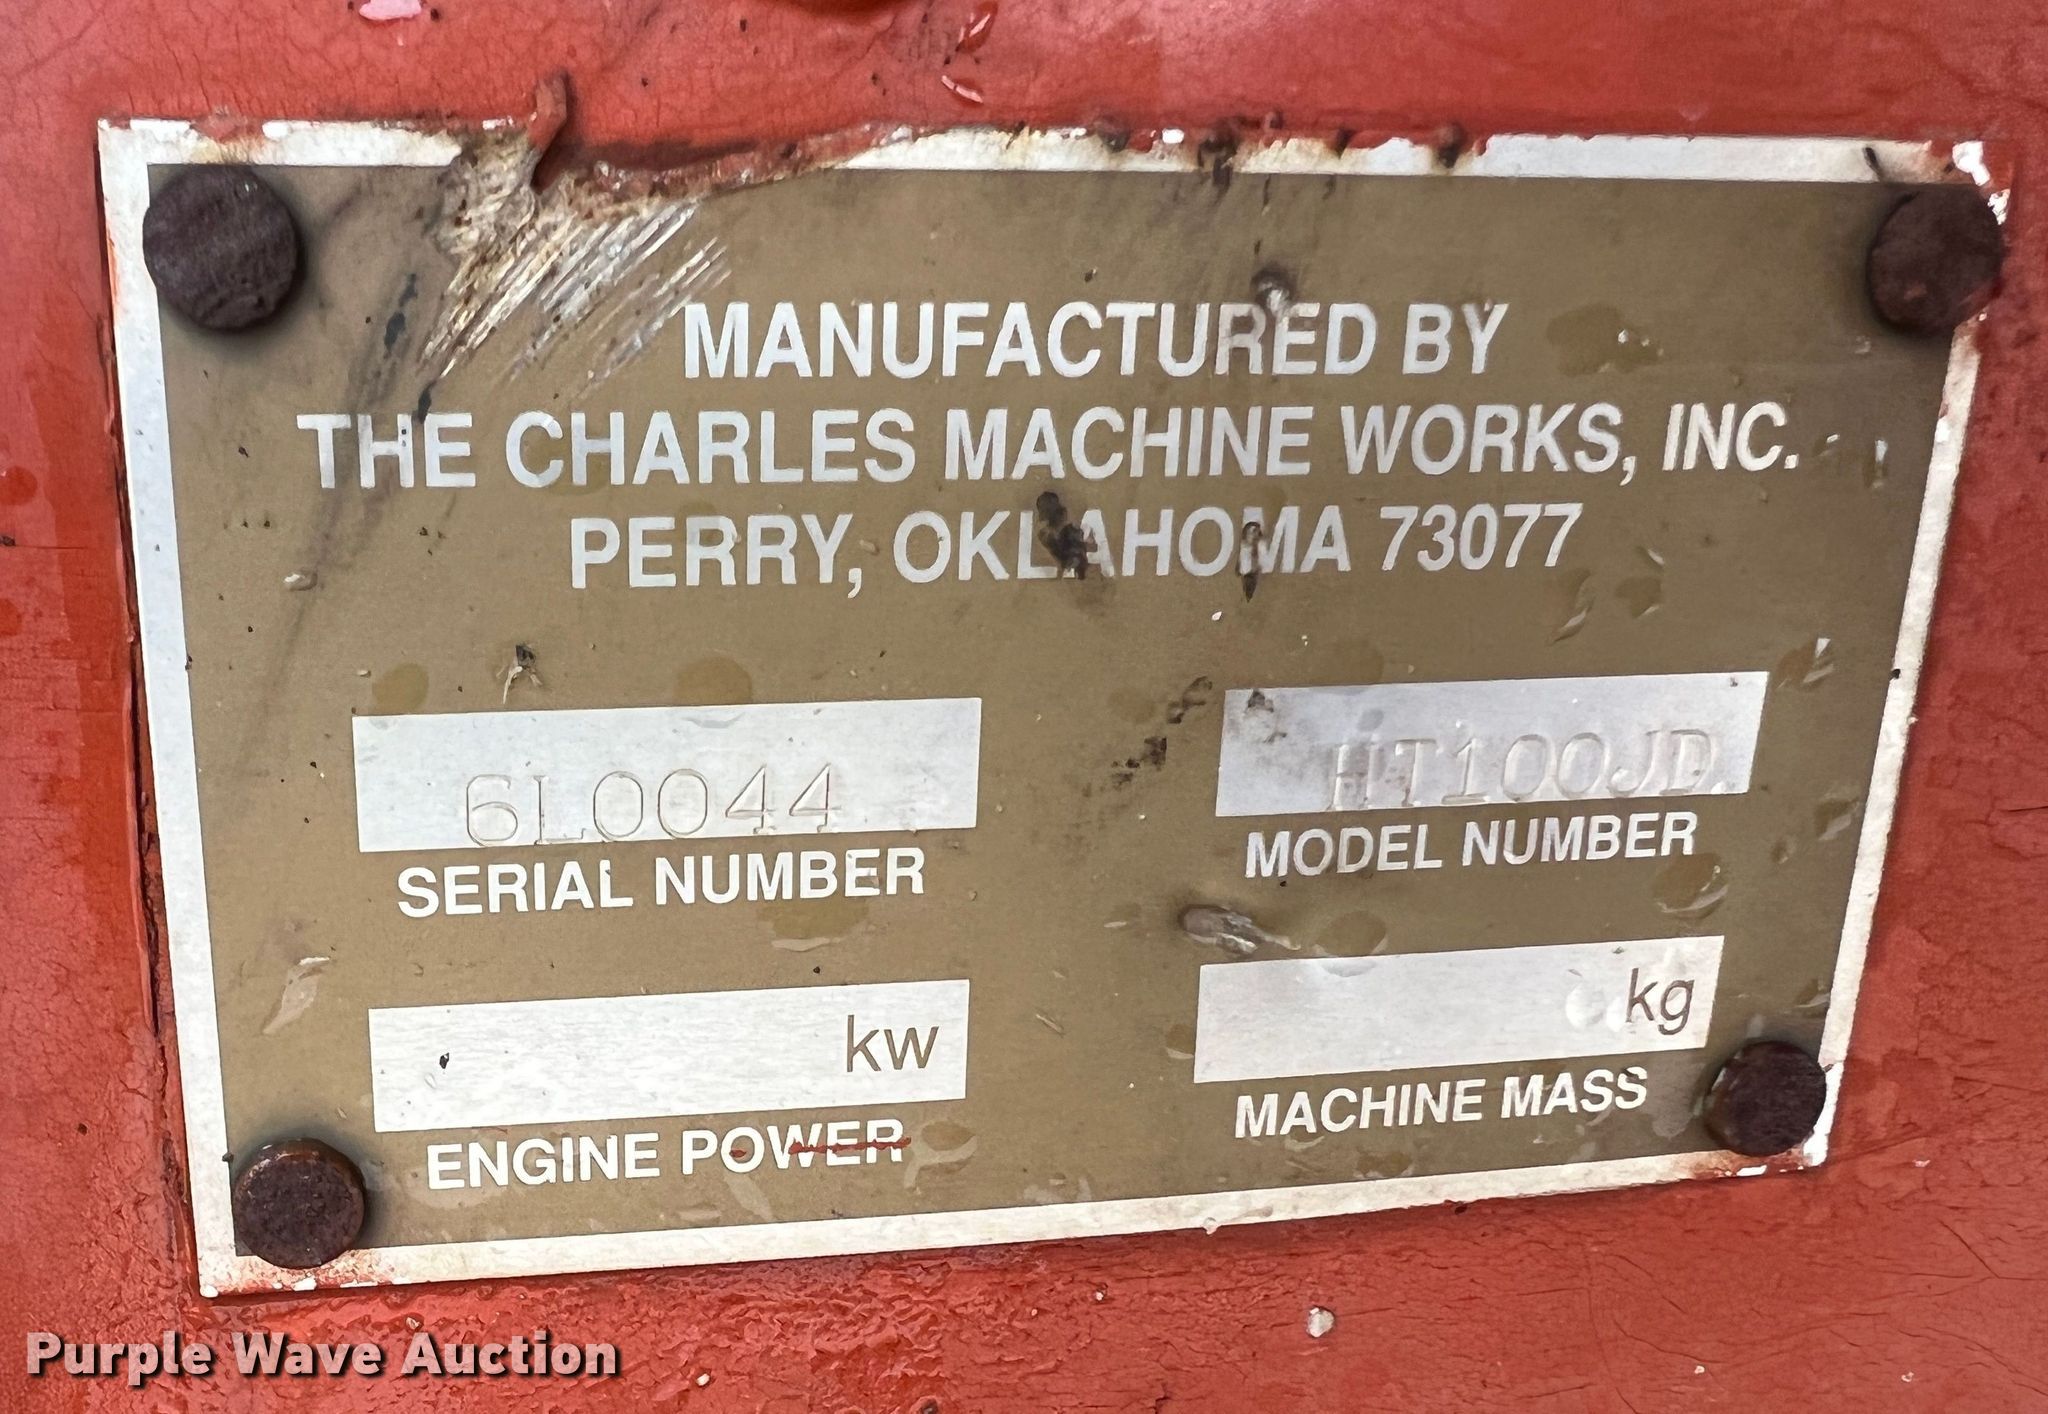 MANUFACTURED BY
THE CHARLES MACHINE WORKS, INC.
PERRY, OKLAHOMA 73077
6L0044
SERIAL NUMBER
HT100JD
MODEL NUMBER
kw
ENGINE POWER
kg
MACHINE MASS
Purple Wave Auction